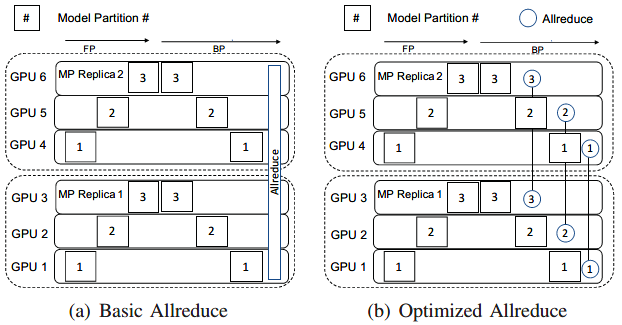 # Model Partition #
FP BP
GPU 6 MP Replica 2 3 3
GPU 5 2 2
GPU 4 1 1
Allreduce
GPU 3 MP Replica 1 3 3
GPU 2 2 2
GPU 1 1 1
(a) Basic Allreduce
# Model Partition # Allreduce
FP BP
GPU 6 MP Replica 2 3 3 3
GPU 5 2 2 2
GPU 4 1 1 1
GPU 3 MP Replica 1 3 3 3
GPU 2 2 2 2
GPU 1 1 1 1
(b) Optimized Allreduce